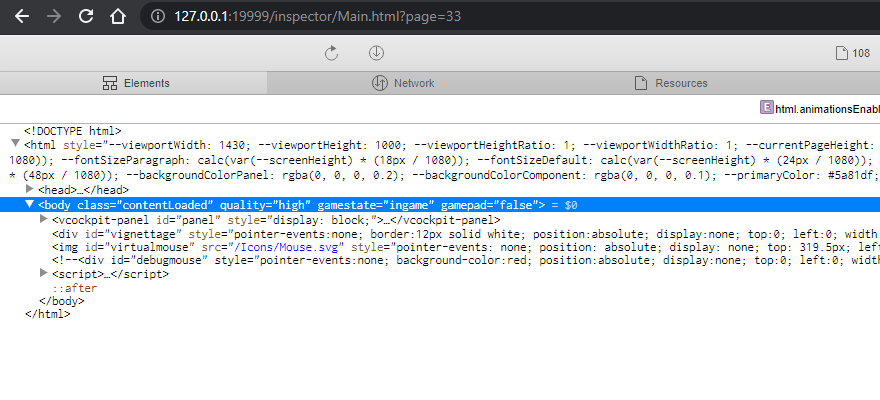 127.0.0.1:19999/inspector/Main.html?page=33
108
Elements Network Resources
E html.animationsEnabl
<!DOCTYPE html>
<html style="--viewportWidth: 1430; --viewportHeight: 1000; --viewportHeightRatio: 1; --viewportWidthRatio: 1; --currentPageHeight:
1080)); --fontSizeParagraph: calc(var(--screenHeight) * (18px / 1080)); --fontSizeDefault: calc(var(--screenHeight) * (24px / 1080));
* (48px / 1080)); --backgroundColorPanel: rgba(0, 0, 0, 0.2); --backgroundColorComponent: rgba(0, 0, 0, 0.1); --primaryColor: #5a81df;
<head>…</head>
<body class="contentLoaded" quality="high" gamestate="ingame" gamepad="false"> = $0
<vcockpit-panel id="panel" style="display: block;">…</vcockpit-panel>
<div id="vignettage" style="pointer-events:none; border:12px solid white; position:absolute; display:none; top:0; left:0; width
<img id="virtualmouse" src="/Icons/Mouse.svg" style="pointer-events: none; position: absolute; display: none; top: 319.5px; left:
<!--<div id="debugmouse" style="pointer-events:none; background-color:red; position:absolute; display:none; top:0; left:0; widt
<script>…</script>
::after
</body>
</html>